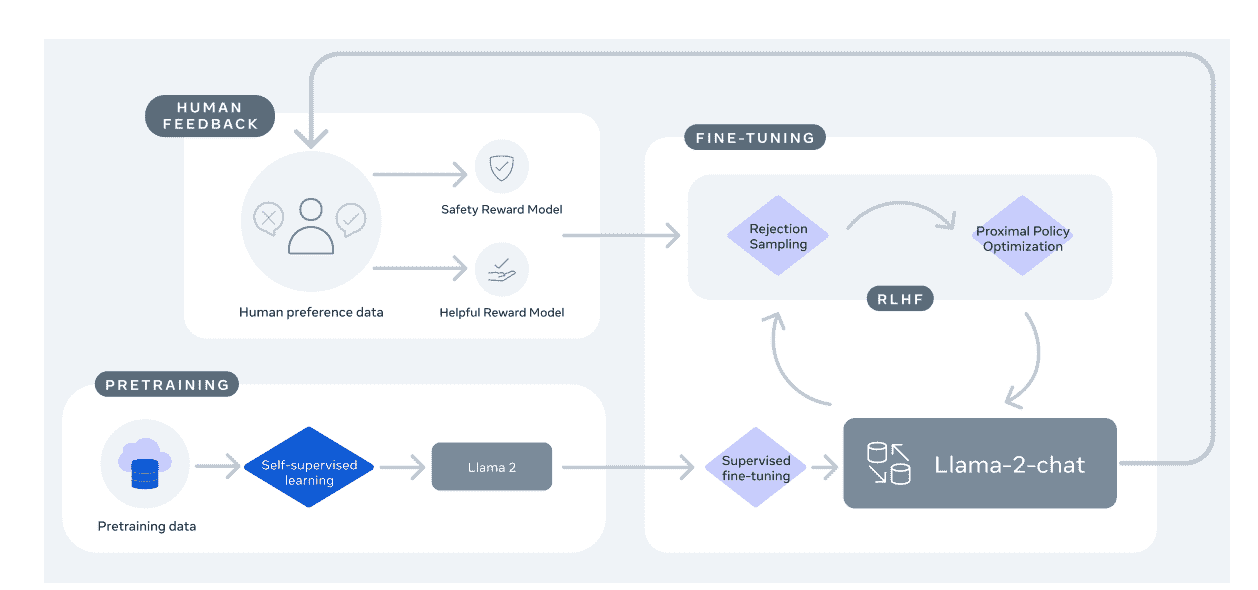 HUMAN
FEEDBACK
Safety Reward Model
Human preference data
Helpful Reward Model
FINE-TUNING
Rejection
Sampling
Proximal Policy
Optimization
RLHF
PRETRAINING
Self-supervised
learning
Llama 2
Pretraining data
Supervised
fine-tuning
Llama-2-chat